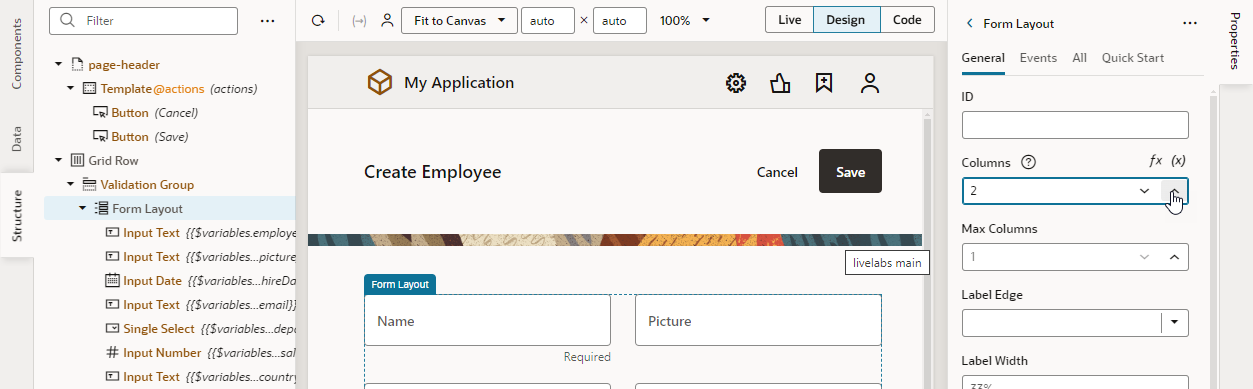 Components
Data
Structure
Filter
page-header
Template@actions (actions)
Button (Cancel)
Button (Save)
Grid Row
Validation Group
Form Layout
Input Text {{$variables.employe
Input Text {{$variables...picture
Input Date {{$variables...hireDa
Input Text {{$variables...email}}
Single Select {{$variables...depa
Input Number {{$variables...sal
Input Text {{$variables...country
Fit to Canvas
auto
×
auto
100%
Live
Design
Code
My Application
Create Employee
Cancel
Save
livelabs main
Form Layout
Name
Picture
Required
Form Layout
General
Events
All
Quick Start
ID
Columns
fx (x)
2
Max Columns
1
Label Edge
Label Width
33%
Properties